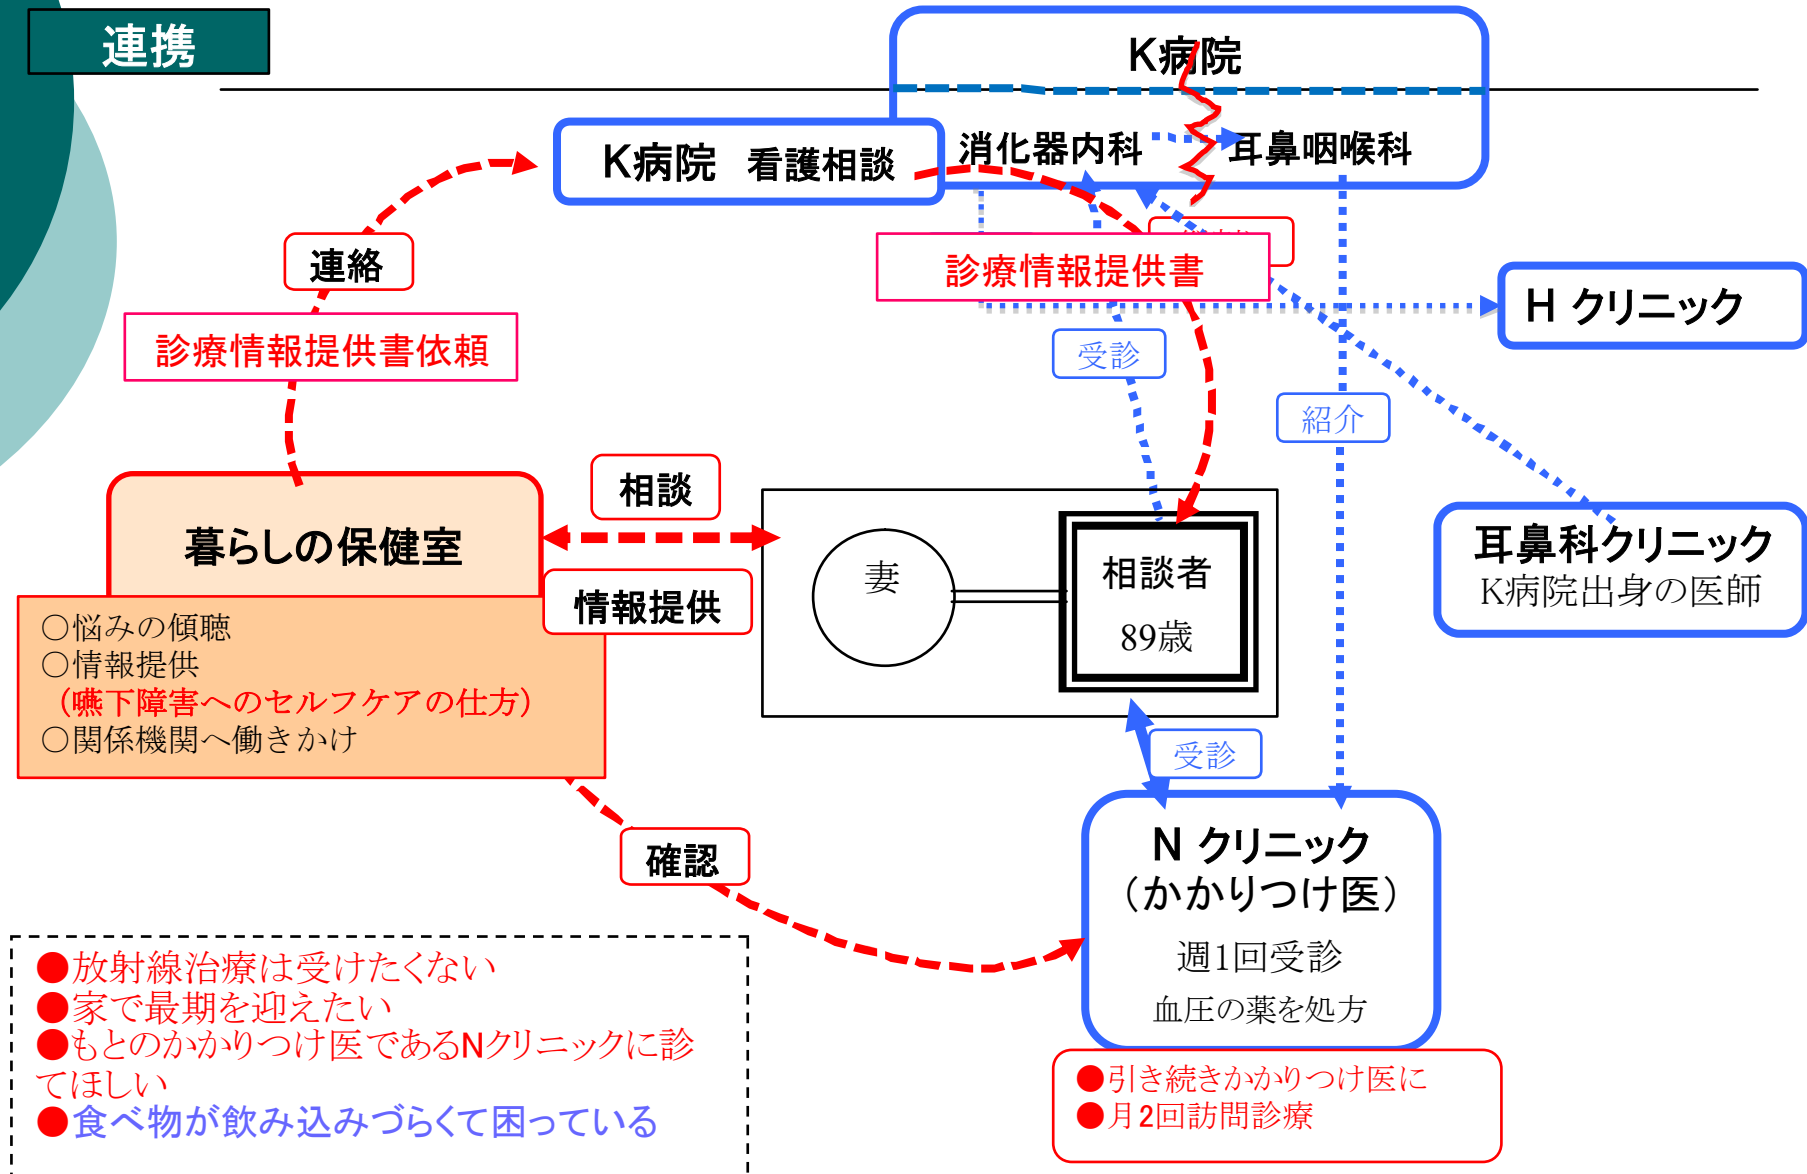 連携
K病院
K病院 看護相談
消化器内科
耳鼻咽喉科
連絡
診療情報提供書
H クリニック
診療情報提供書依頼
受診
紹介
相談
暮らしの保健室
情報提供
妻
相談者
89歳
耳鼻科クリニック
K病院出身の医師
○悩みの傾聴
○情報提供
（嚥下障害へのセルフケアの仕方）
○関係機関へ働きかけ
受診
確認
N クリニック
（かかりつけ医）
週1回受診
血圧の薬を処方
●放射線治療は受けたくない
●家で最期を迎えたい
●もとのかかりつけ医であるNクリニックに診
てほしい
●食べ物が飲み込みづらくて困っている
●引き続きかかりつけ医に
●月2回訪問診療